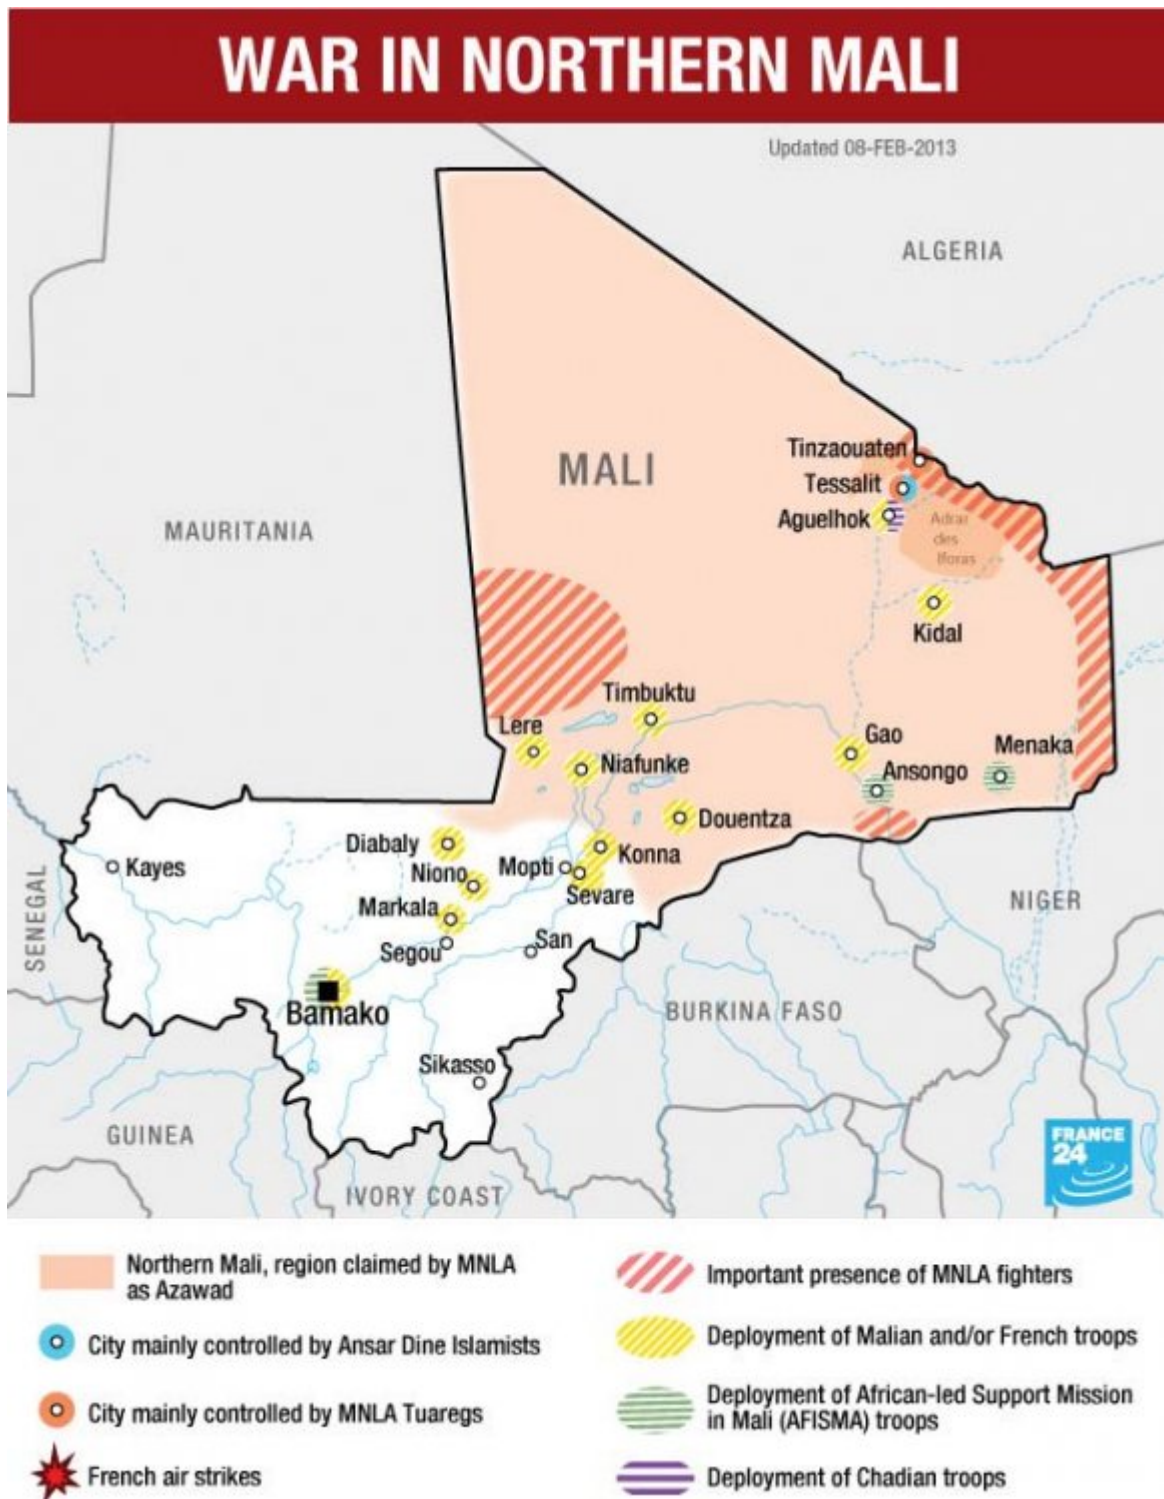 WAR IN NORTHERN MALI
Updated 08-FEB-2013
ALGERIA
Tinzaouaten
MALI
Tessalit
Aguelhok
Adrar
des
Iforas
MAURITANIA
Kidal
Timbuktu
Lere
Gao
Menaka
Niafunke
Ansongo
Douentza
Diabaly
Konna
Kayes
Niono
Mopti
Sevare
SENEGAL
Markala
NIGER
Segou
San
Bamako
BURKINA FASO
Sikasso
GUINEA
IVORY COAST
FRANCE
24
Northern Mali, region claimed by MNLA
as Azawad
City mainly controlled by Ansar Dine Islamists
City mainly controlled by MNLA Tuaregs
French air strikes
Important presence of MNLA fighters
Deployment of Malian and/or French troops
Deployment of African-led Support Mission
in Mali (AFISMA) troops
Deployment of Chadian troops